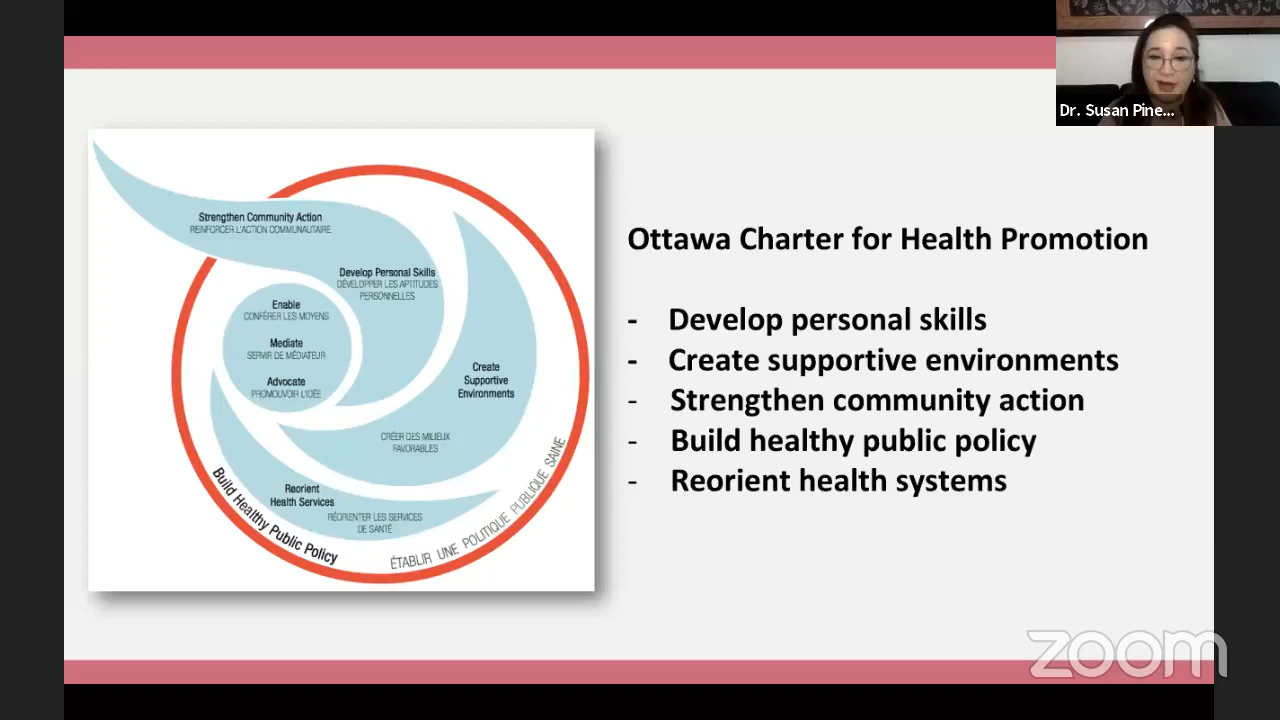 Dr. Susan Pine...
Strengthen Community Action
REINFORCER L'ACTION COMMUNAUTAIRE
Develop Personal Skills
DÉVELOPPER LES APTITUDES
PERSONNELLES
Enable
CONFÉRER LES MOYENS
Mediate
SERVIR DE MÉDIATEUR
Advocate
PROMOUVOIR L'IDÉE
Create
Supportive
Environments
CRÉER DES MILIEUX
FAVORABLES
Reorient
Health Services
RÉORIENTER LES SERVICES
DE SANTÉ
Build Healthy Public Policy
ÉTABLIR UNE POLITIQUE PUBLIQUE SAINE
Ottawa Charter for Health Promotion
- Develop personal skills
- Create supportive environments
- Strengthen community action
- Build healthy public policy
- Reorient health systems
zoom